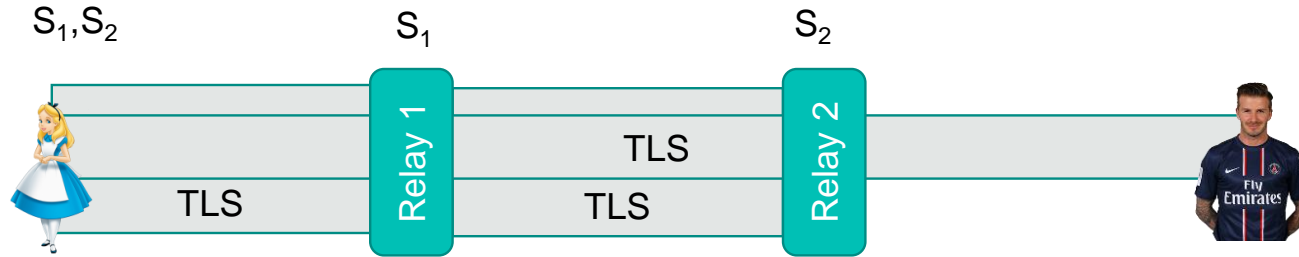 S₁,S₂
S₁
S₂
Relay 1
Relay 2
TLS
TLS
TLS
Fly
Emirates